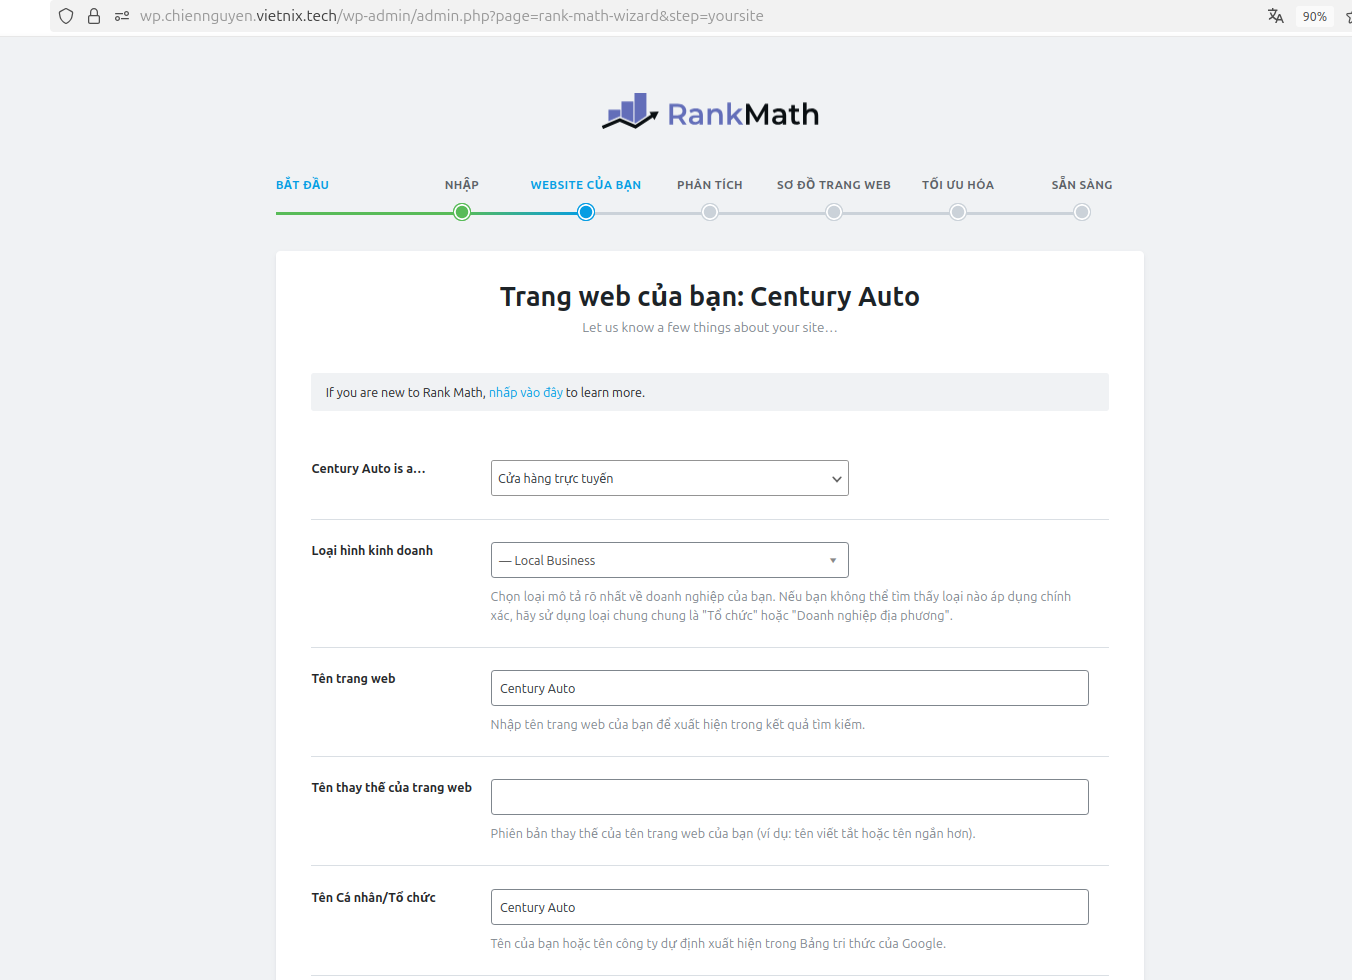 wp.chiennguyen.vietnix.tech/wp-admin/admin.php?page=rank-math-wizard&step=yoursite
90%
RankMath
BẮT ĐẦU
NHẬP
WEBSITE CỦA BẠN
PHÂN TÍCH
SƠ ĐỒ TRANG WEB
TỐI ƯU HÓA
SẴN SÀNG
Trang web của bạn: Century Auto
Let us know a few things about your site…
If you are new to Rank Math, nhấp vào đây to learn more.
Century Auto is a…
Cửa hàng trực tuyến
Loại hình kinh doanh
— Local Business
Chọn loại mô tả rõ nhất về doanh nghiệp của bạn. Nếu bạn không thể tìm thấy loại nào áp dụng chính
xác, hãy sử dụng loại chung chung là "Tổ chức" hoặc "Doanh nghiệp địa phương".
Tên trang web
Century Auto
Nhập tên trang web của bạn để xuất hiện trong kết quả tìm kiếm.
Tên thay thế của trang web
Phiên bản thay thế của tên trang web của bạn (ví dụ: tên viết tắt hoặc tên ngắn hơn).
Tên Cá nhân/Tổ chức
Century Auto
Tên của bạn hoặc tên công ty dự định xuất hiện trong Bảng tri thức của Google.